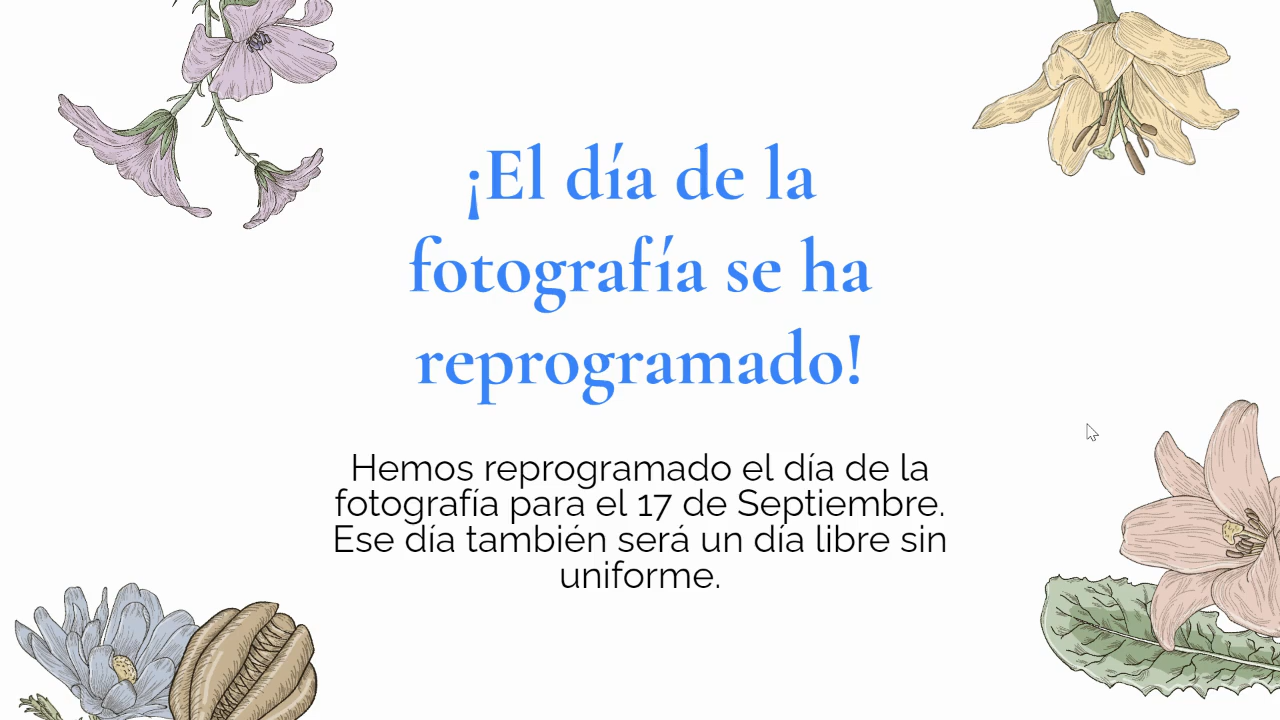 ¡El día de la
fotografía se ha
reprogramado!
Hemos reprogramado el día de la
fotografía para el 17 de Septiembre.
Ese día también será un día libre sin
uniforme.